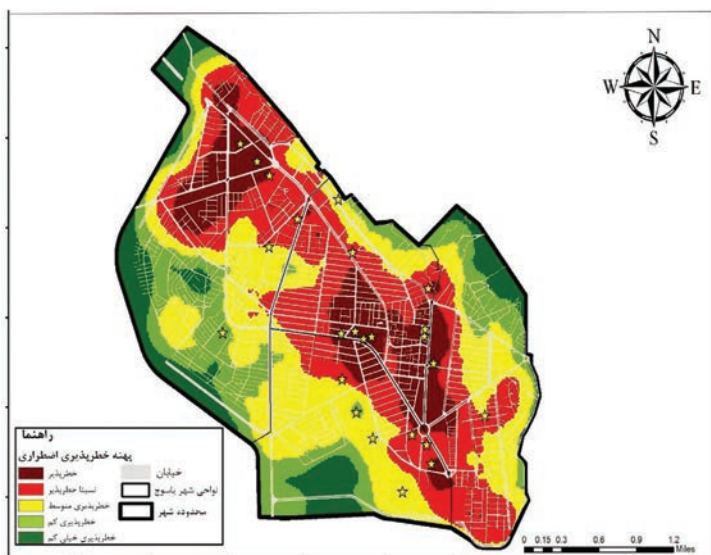 N
W E
S
راهنما
پهنه خطرپذیری اضطراری
خطرپذیر
نسبتا خطرپذیر
خطرپذیری متوسط
خطرپذیری کم
خطرپذیری خیلی کم
خیابان
نواحی شهر یاسوج
محدوده شهر
0 0.15 0.3 0.6 0.9 1.2
Miles